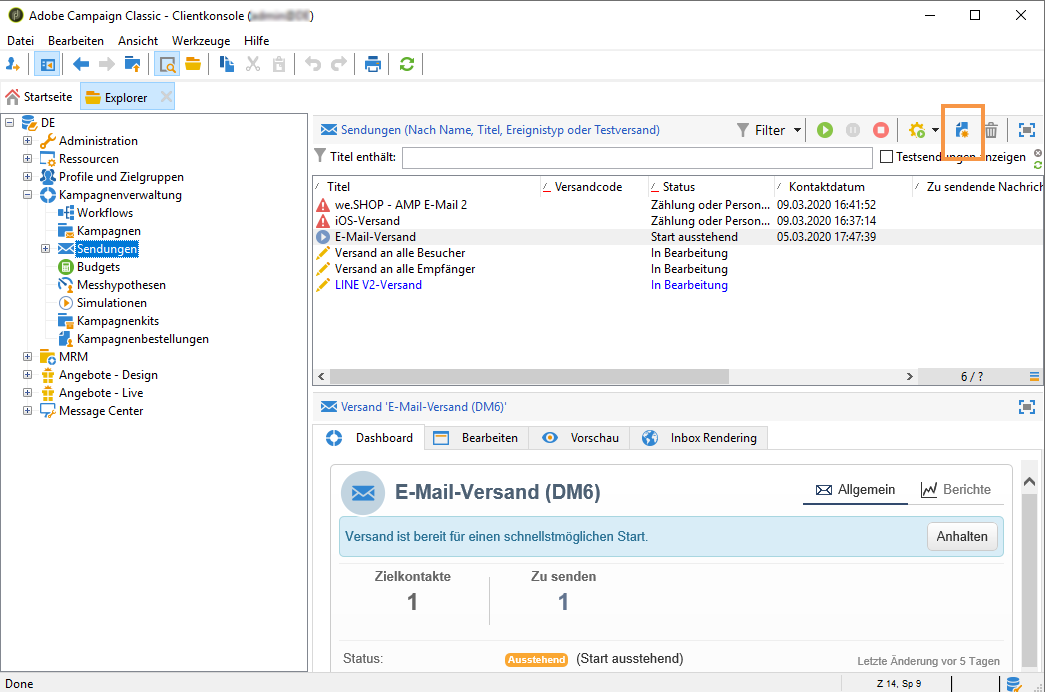 Adobe Campaign Classic - Clientkonsole ( )
Datei Bearbeiten Ansicht Werkzeuge Hilfe
Startseite Explorer
DE
Administration
Ressourcen
Profile und Zielgruppen
Kampagnenverwaltung
Workflows
Kampagnen
Sendungen
Budgets
Messhypothesen
Simulationen
Kampagnenkits
Kampagnenbestellungen
MRM
Angebote - Design
Angebote - Live
Message Center
Sendungen (Nach Name, Titel, Ereignistyp oder Testversand) Filter
Titel enthält: Testsendungen anzeigen
Titel Versandcode Status Kontaktdatum Zu sendende Nachrich
we.SHOP - AMP E-Mail 2 Zählung oder Person... 09.03.2020 16:41:52
iOS-Versand Zählung oder Person... 09.03.2020 16:37:14
E-Mail-Versand Start ausstehend 05.03.2020 17:47:39
Versand an alle Besucher In Bearbeitung
Versand an alle Empfänger In Bearbeitung
LINE V2-Versand In Bearbeitung
6 / ?
Versand 'E-Mail-Versand (DM6)'
Dashboard Bearbeiten Vorschau Inbox Rendering
E-Mail-Versand (DM6) Allgemein Berichte
Versand ist bereit für einen schnellstmöglichen Start. Anhalten
Zielkontakte Zu senden
1 1
Status: Ausstehend (Start ausstehend) Letzte Änderung vor 5 Tagen
Done Z 14, Sp 9